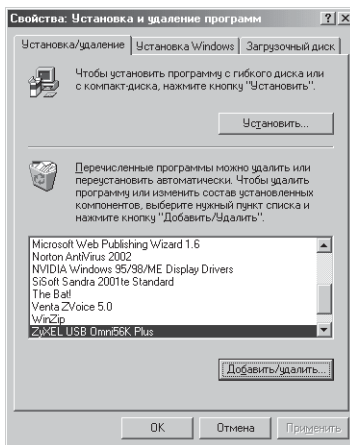 Свойства: Установка и удаление программ
Установка/удаление Установка Windows Загрузочный диск
Чтобы установить программу с гибкого диска или
с компакт-диска, нажмите кнопку "Установить".
Установить...
Перечисленные программы можно удалить или
переустановить автоматически. Чтобы удалить
программу или изменить состав установленных
компонентов, выберите нужный пункт списка и
нажмите кнопку "Добавить/Удалить".
Microsoft Web Publishing Wizard 1.6
Norton AntiVirus 2002
NVIDIA Windows 95/98/ME Display Drivers
SiSoft Sandra 2001te Standard
The Bat!
Venta ZVoice 5.0
WinZip
ZyXEL USB Omni56K Plus
Добавить/удалить...
OK Отмена Применить